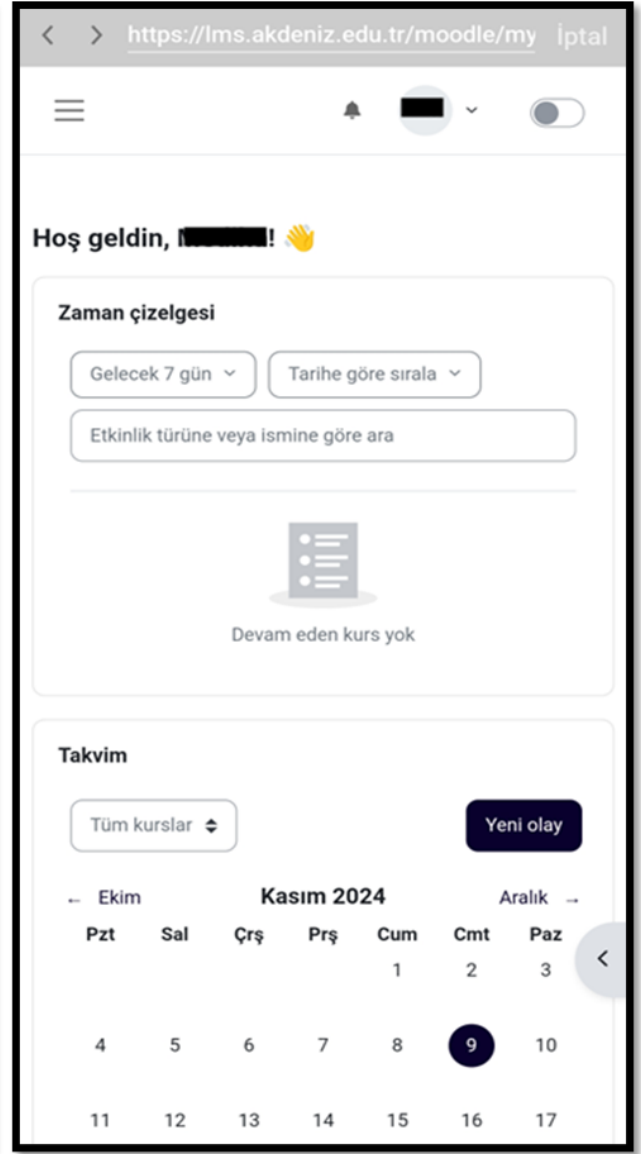 https://lms.akdeniz.edu.tr/moodle/my İptal
Hoş geldin, ! 👋
Zaman çizelgesi
Gelecek 7 gün Tarihe göre sırala
Etkinlik türüne veya ismine göre ara
Devam eden kurs yok
Takvim
Tüm kurslar Yeni olay
← Ekim Kasım 2024 Aralık →
Pzt Sal Çrş Prş Cum Cmt Paz
1 2 3
4 5 6 7 8 9 10
11 12 13 14 15 16 17